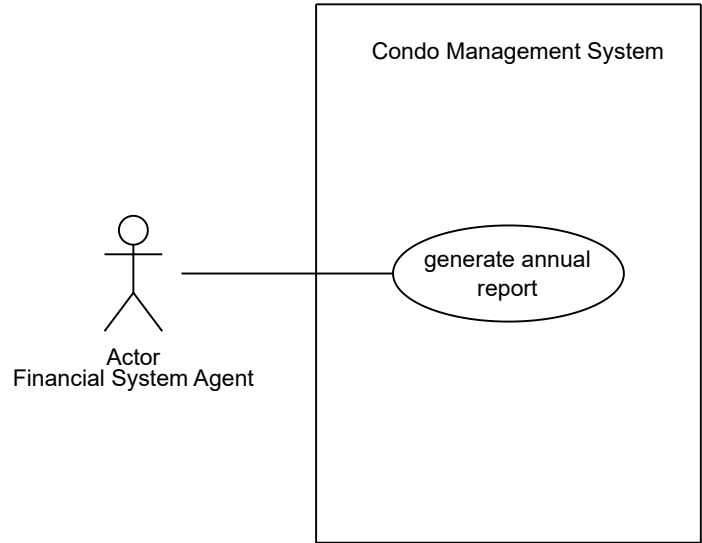 Condo Management System
generate annual
report
Actor
Financial System Agent